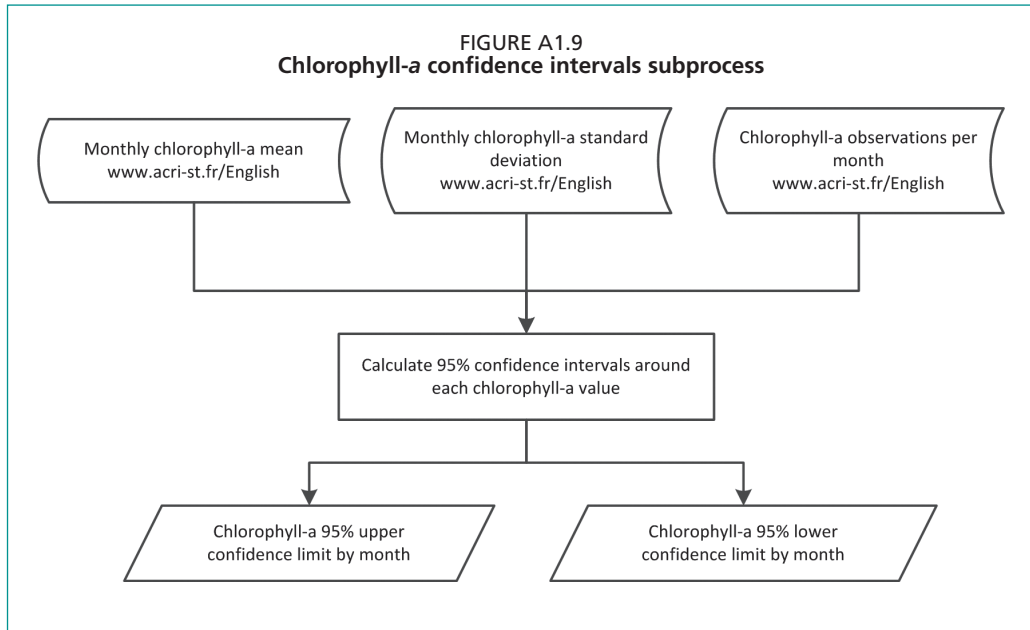 FIGURE A1.9
Chlorophyll-a confidence intervals subprocess
Monthly chlorophyll-a mean
www.acri-st.fr/English
Monthly chlorophyll-a standard
deviation
www.acri-st.fr/English
Chlorophyll-a observations per
month
www.acri-st.fr/English
Calculate 95% confidence intervals around
each chlorophyll-a value
Chlorophyll-a 95% upper
confidence limit by month
Chlorophyll-a 95% lower
confidence limit by month